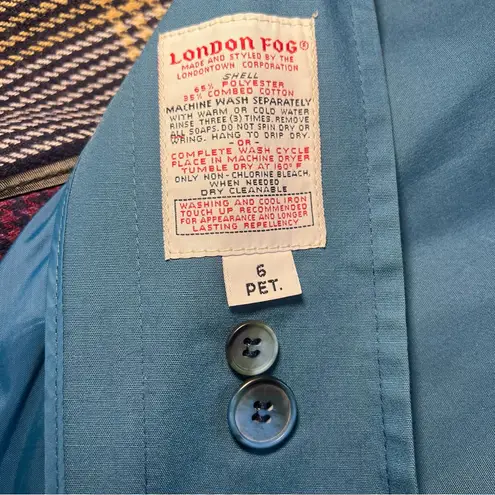 LONDON FOG®
MADE AND STYLED BY THE
LONDONTOWN CORPORATION
SHELL
65% POLYESTER
35% COMBED COTTON
MACHINE WASH SEPARATELY
WITH WARM OR COLD WATER
RINSE THREE (3) TIMES. REMOVE
ALL SOAPS. DO NOT SPIN DRY OR
WRING. HANG TO DRIP DRY
-OR-
COMPLETE WASH CYCLE
PLACE IN MACHINE DRYER
TUMBLE DRY AT 160° F
ONLY NON-CHLORINE BLEACH,
WHEN NEEDED
DRY CLEANABLE
WASHING AND COOL IRON
TOUCH UP RECOMMENDED
FOR APPEARANCE AND LONGER
LASTING REPELLENCY
6
PET.